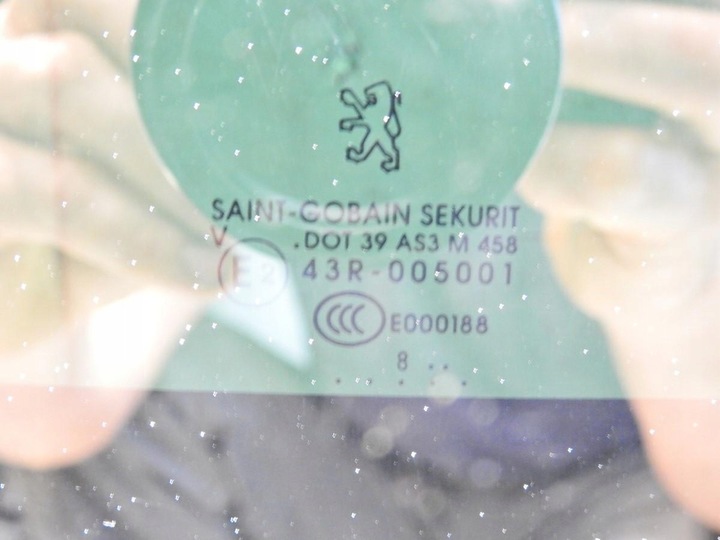 SAINT-GOBAIN SEKURIT
V .DOT 39 AS3 M 458
E2 43R-005001
CCC E000188
8 ..
. . . . .